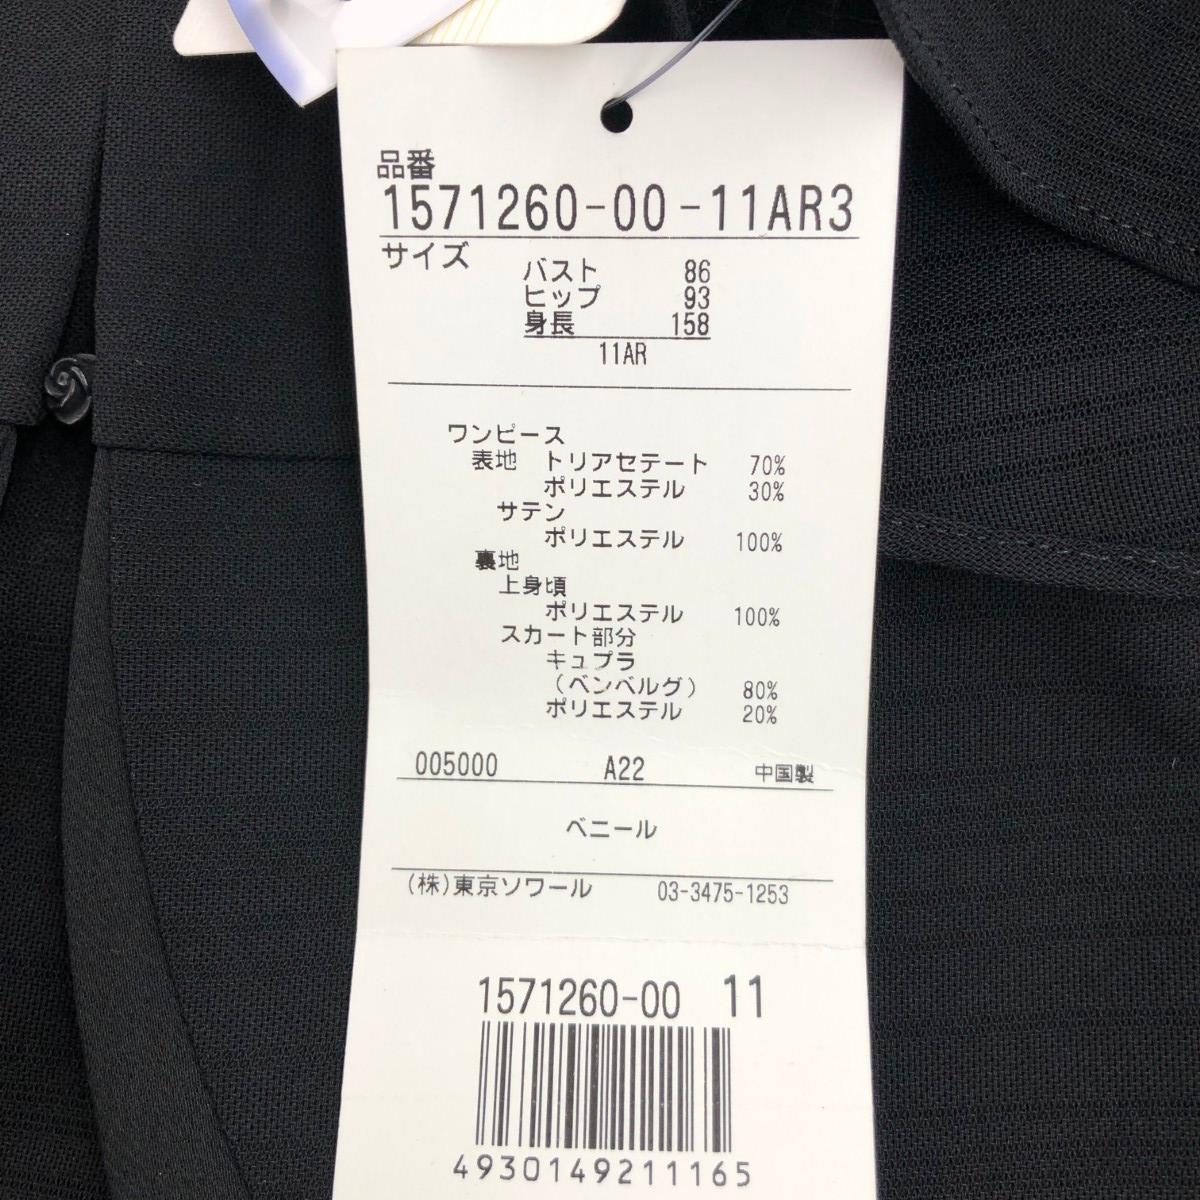 品番
1571260-00-11AR3
サイズ
バスト 86
ヒップ 93
身長 158
11AR
ワンピース
表地 トリアセテート 70%
ポリエステル 30%
サテン
ポリエステル 100%
裏地
上身頃
ポリエステル 100%
スカート部分
キュプラ
(ベンベルグ) 80%
ポリエステル 20%
005000 A22 中国製
ベニール
(株)東京ソワール 03-3475-1253
1571260-00 11
4930149211165